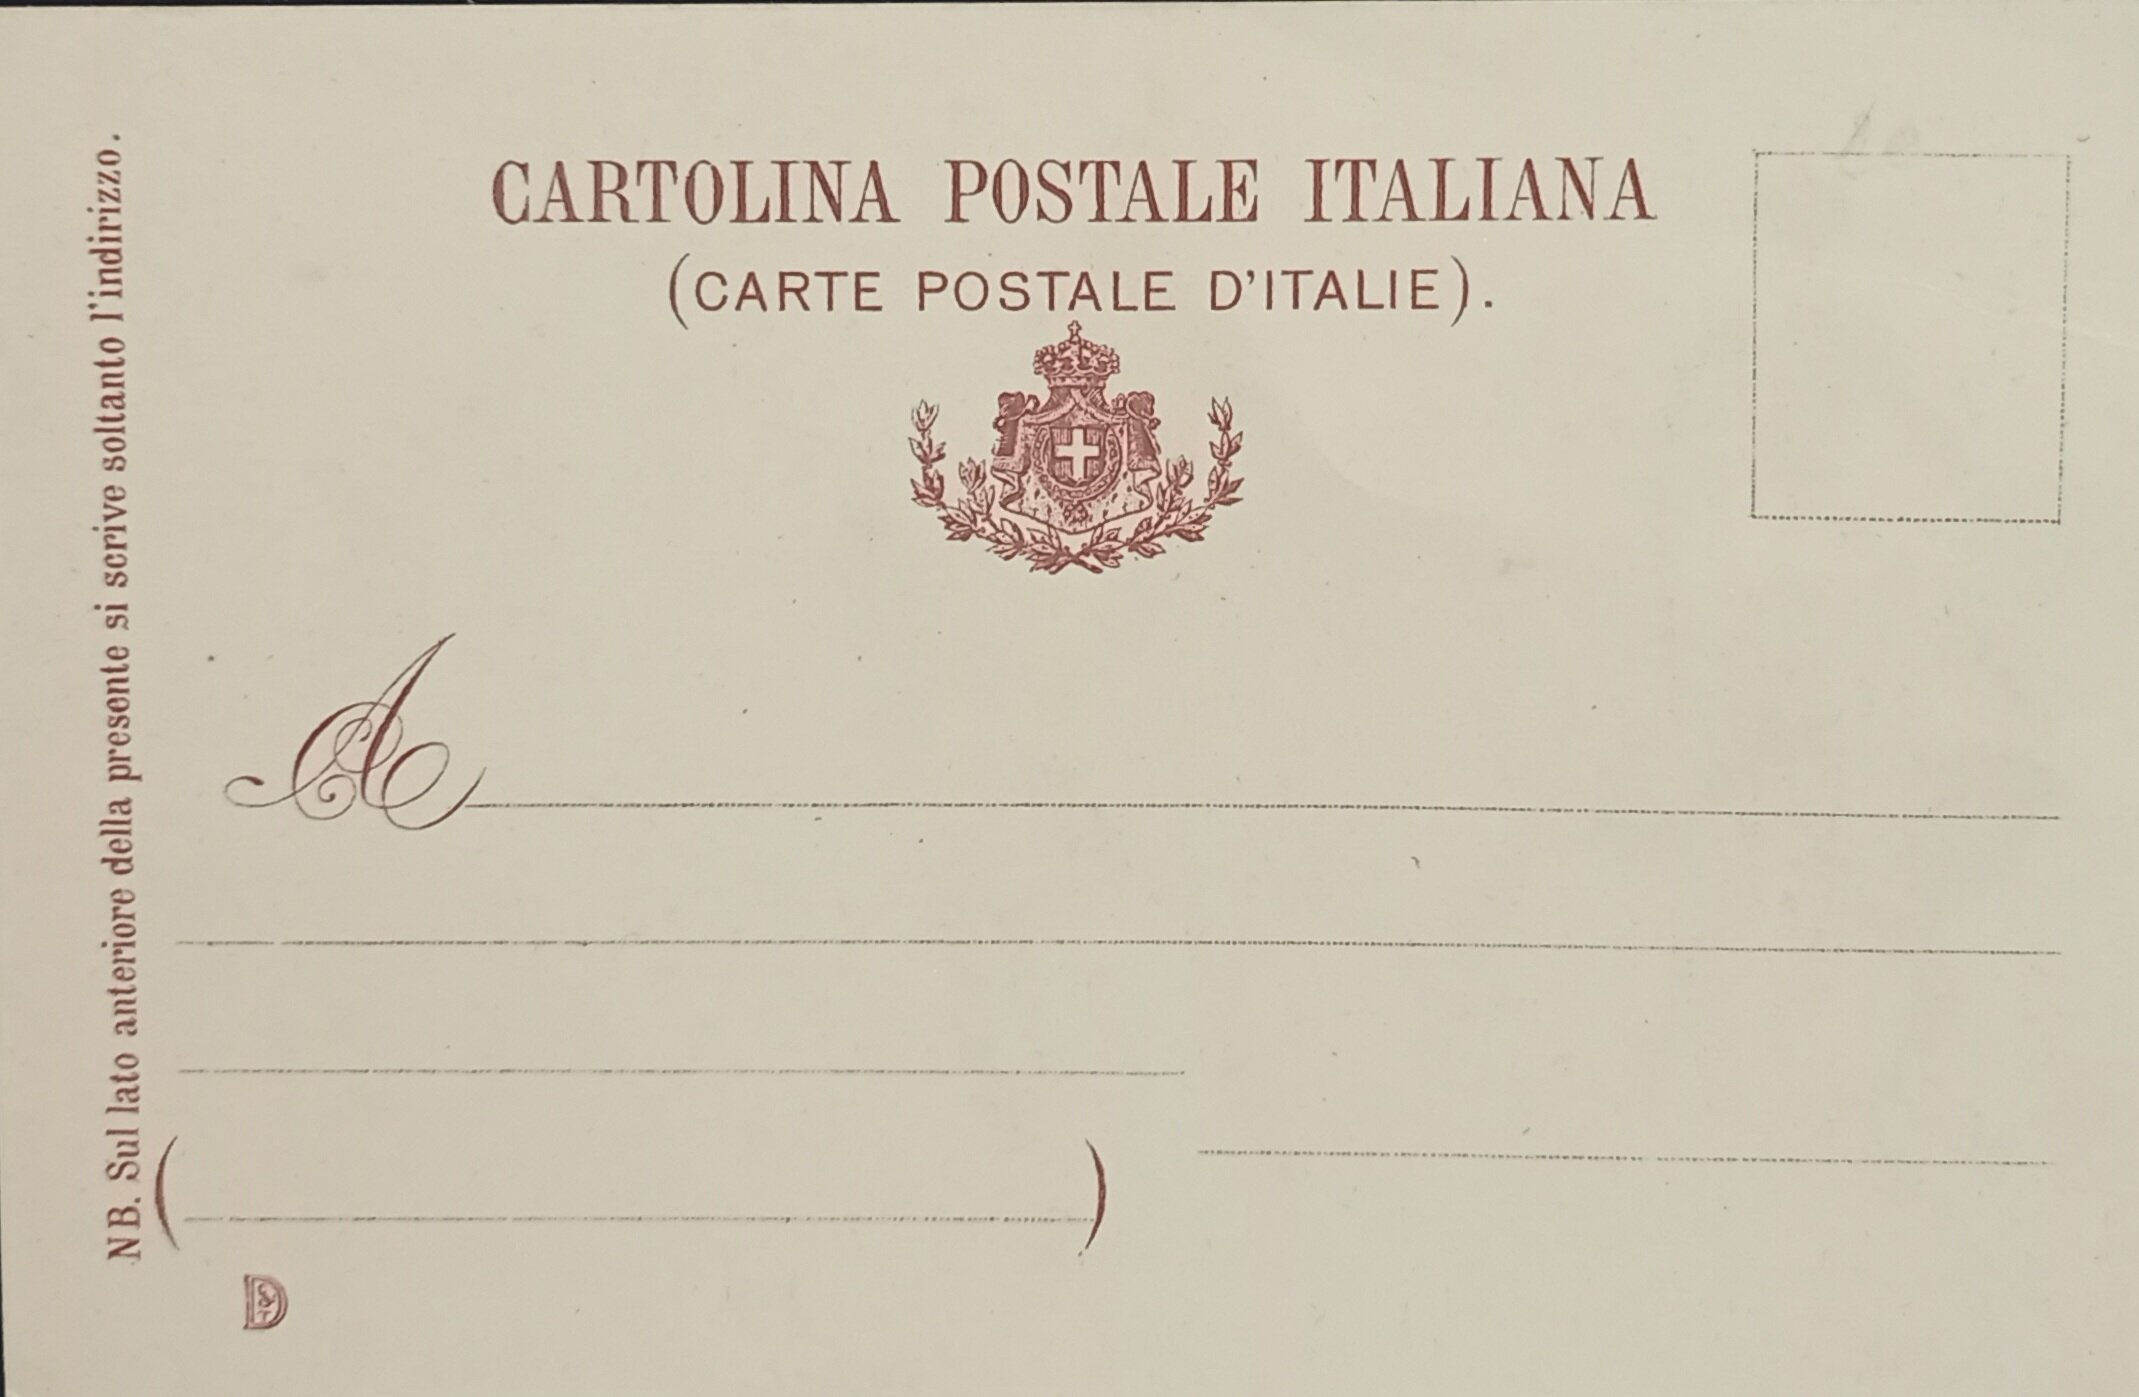 CARTOLINA POSTALE ITALIANA
(CARTE POSTALE D'ITALIE).
A
NB. Sul lato anteriore della presente si scrive soltanto l'indirizzo.